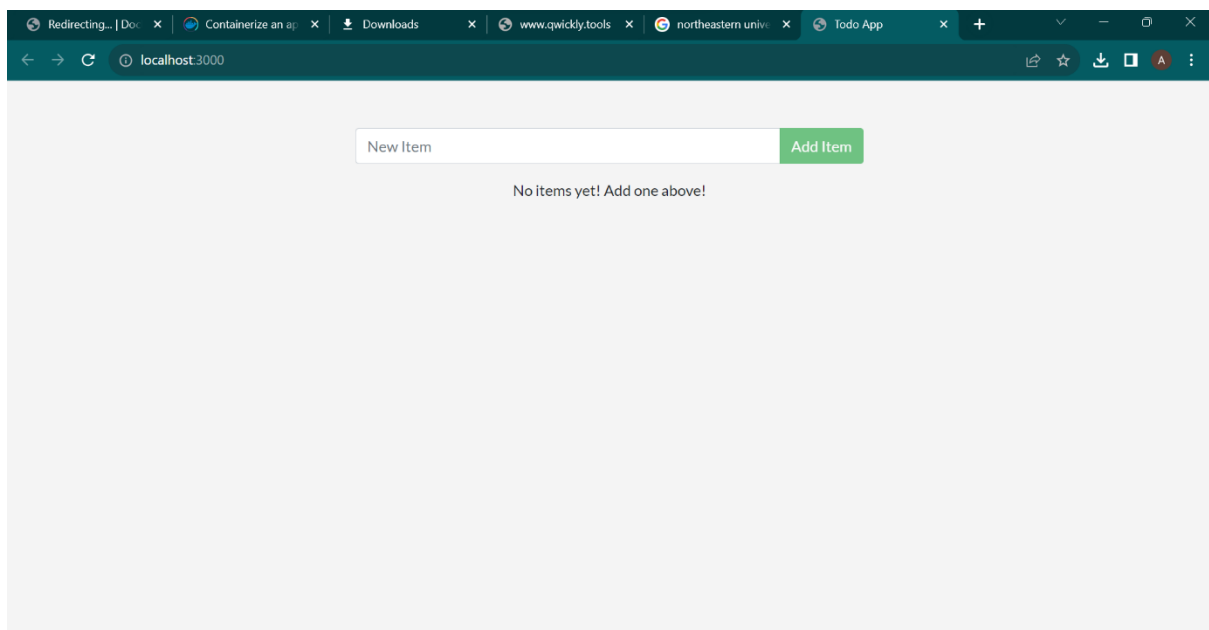 Redirecting... | Doc Containerize an ap Downloads www.qwickly.tools northeastern unive Todo App
localhost:3000 A
New Item Add Item
No items yet! Add one above!